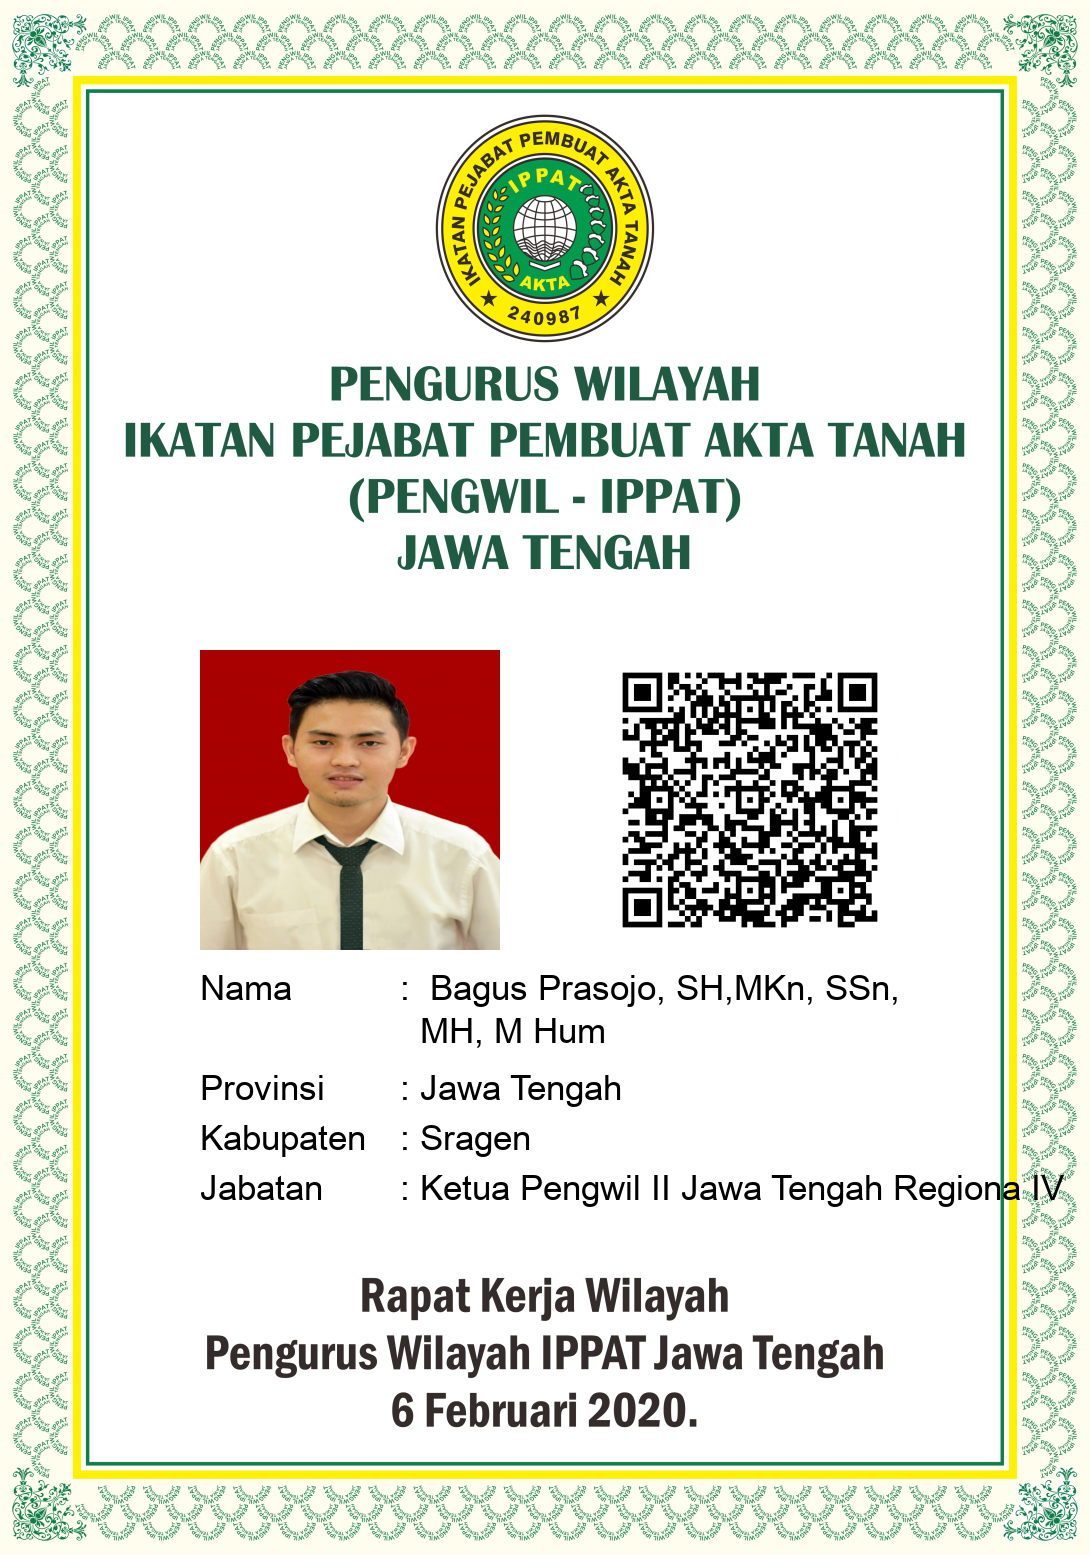 IKATAN PEJABAT PEMBUAT AKTA TANAH
IPPAT
AKTA
★ 240987 ★
PENGURUS WILAYAH
IKATAN PEJABAT PEMBUAT AKTA TANAH
(PENGWIL - IPPAT)
JAWA TENGAH
Nama : Bagus Prasojo, SH,MKn, SSn,
MH, M Hum
Provinsi : Jawa Tengah
Kabupaten : Sragen
Jabatan : Ketua Pengwil II Jawa Tengah Regiona IV
Rapat Kerja Wilayah
Pengurus Wilayah IPPAT Jawa Tengah
6 Februari 2020.